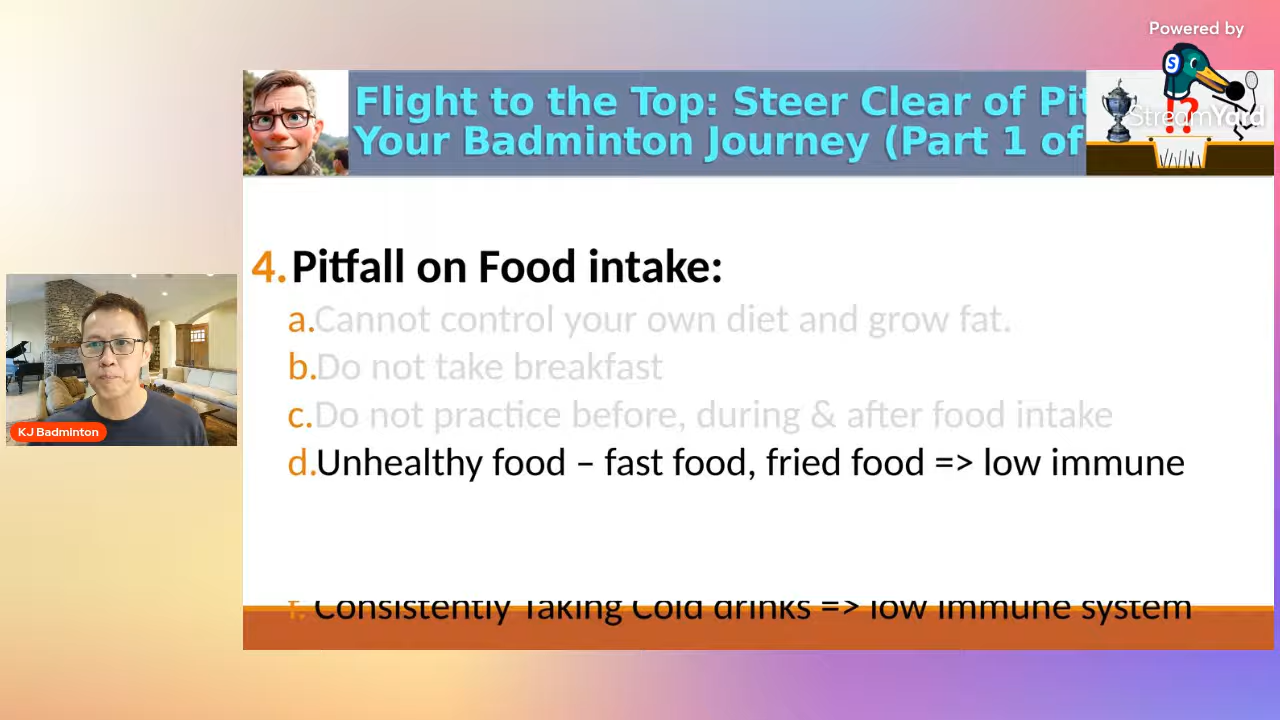 Powered by
StreamYard
S
Flight to the Top: Steer Clear of Pit
Your Badminton Journey (Part 1 of
!?
4. Pitfall on Food intake:
a. Cannot control your own diet and grow fat.
b. Do not take breakfast
c. Do not practice before, during & after food intake
d. Unhealthy food – fast food, fried food => low immune
f. Consistently Taking Cold drinks => low immune system
KJ Badminton